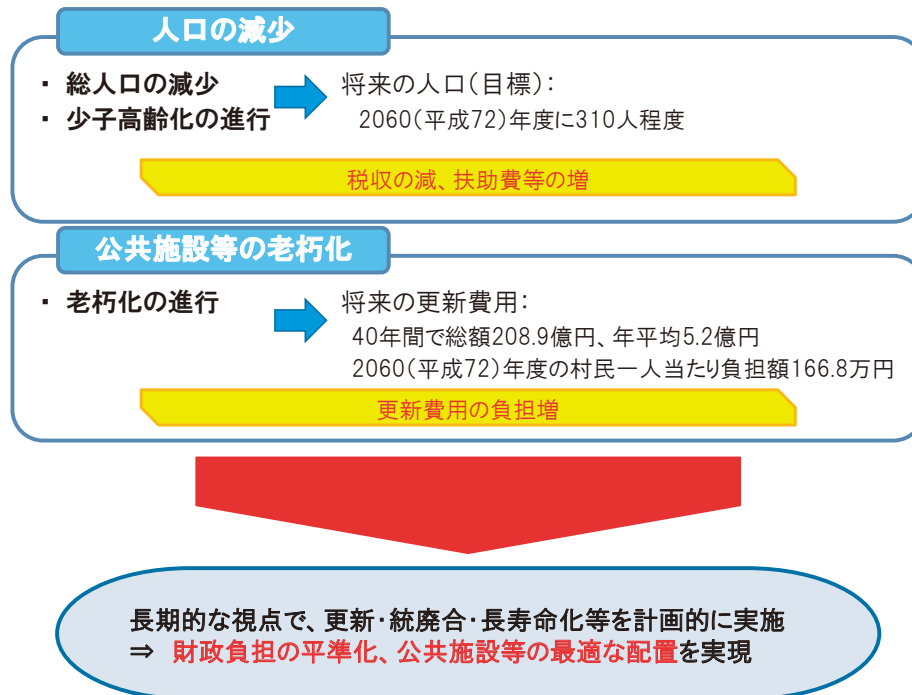 人口の減少
・ 総人口の減少
・ 少子高齢化の進行
将来の人口(目標):
2060(平成72)年度に310人程度
税収の減、扶助費等の増
公共施設等の老朽化
・ 老朽化の進行
将来の更新費用:
40年間で総額208.9億円、年平均5.2億円
2060(平成72)年度の村民一人当たり負担額166.8万円
更新費用の負担増
長期的な視点で、更新・統廃合・長寿命化等を計画的に実施
⇒ 財政負担の平準化、公共施設等の最適な配置を実現